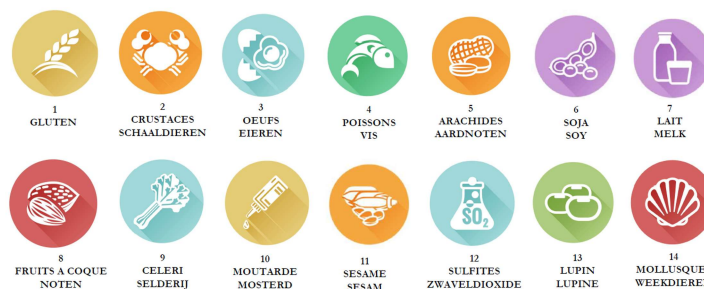 1
GLUTEN
2
CRUSTACES
SCHAALDIEREN
3
OEUFS
EIEREN
4
POISSONS
VIS
5
ARACHIDES
AARDNOTEN
6
SOJA
SOY
7
LAIT
MELK
8
FRUITS A COQUE
NOTEN
9
CELERI
SELDERIJ
10
MOUTARDE
MOSTERD
11
SESAME
SESAM
12
SO2
SULFITES
ZWAVELDIOXIDE
13
LUPIN
LUPINE
14
MOLLUSQUE
WEEKDIEREN